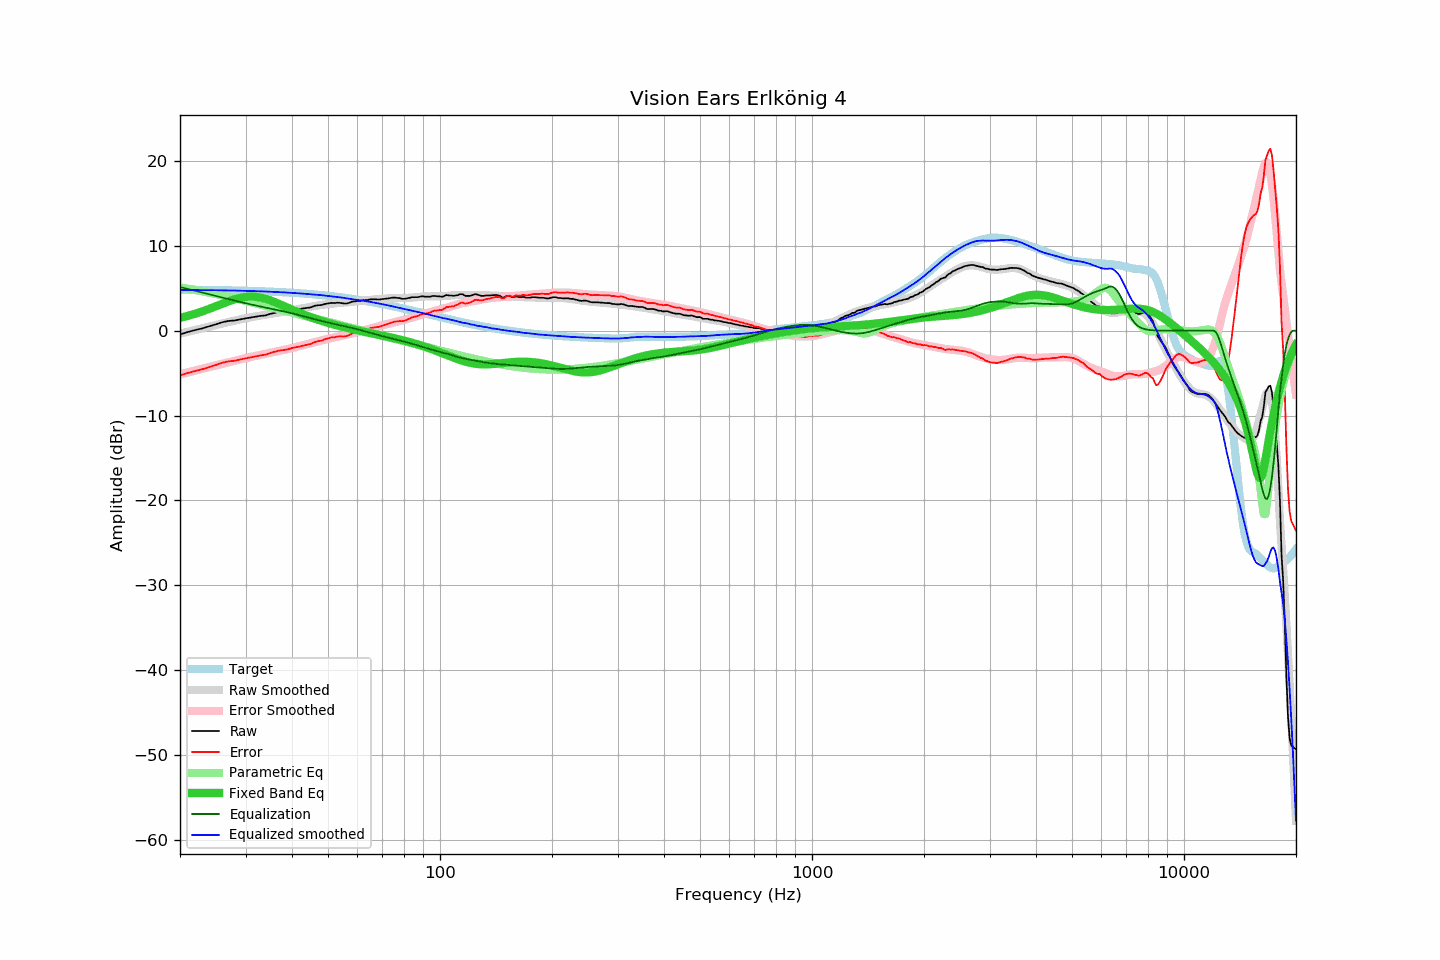 Vision Ears Erlkönig 4
20
10
0
−10
−20
−30
−40
−50
−60
Amplitude (dBr)
Target
Raw Smoothed
Error Smoothed
Raw
Error
Parametric Eq
Fixed Band Eq
Equalization
Equalized smoothed
100
1000
10000
Frequency (Hz)